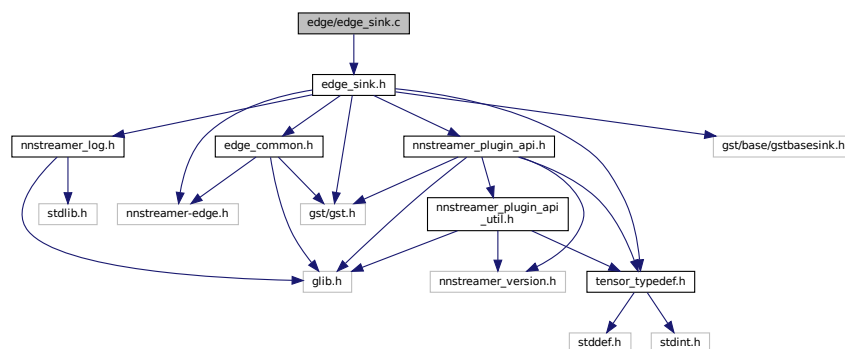 edge/edge_sink.c
edge_sink.h
nnstreamer_log.h
edge_common.h
nnstreamer_plugin_api.h
gst/base/gstbasesink.h
stdlib.h
nnstreamer-edge.h
gst/gst.h
nnstreamer_plugin_api
_util.h
glib.h
nnstreamer_version.h
tensor_typedef.h
stddef.h
stdint.h